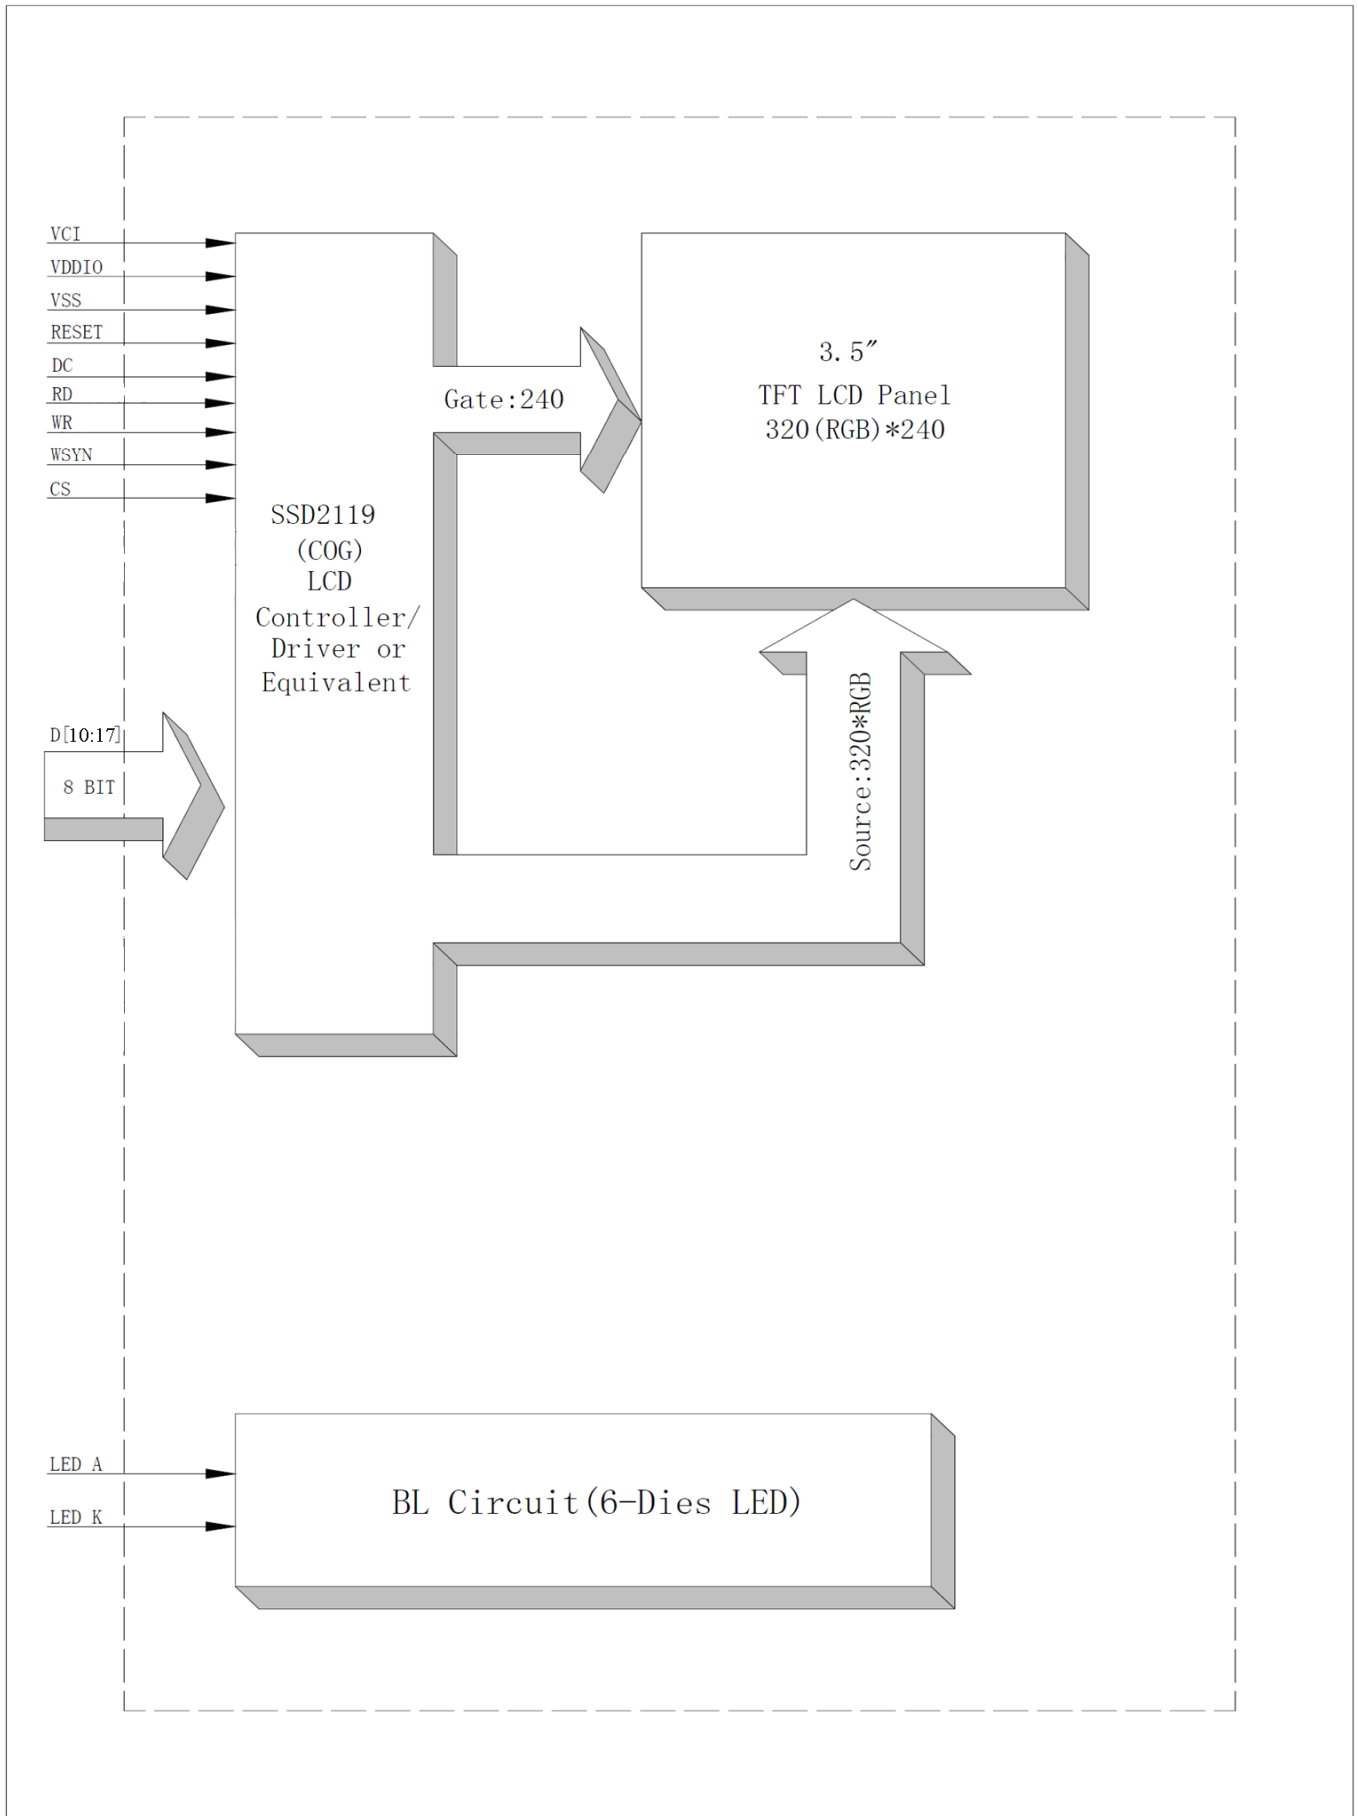 VCI
VDDIO
VSS
RESET
DC
RD
WR
WSYN
CS
Gate:240
3.5″
TFT LCD Panel
320(RGB)*240
SSD2119
(COG)
LCD
Controller/
Driver or
Equivalent
D[10:17]
8 BIT
Source:320*RGB
LED A
LED K
BL Circuit(6-Dies LED)